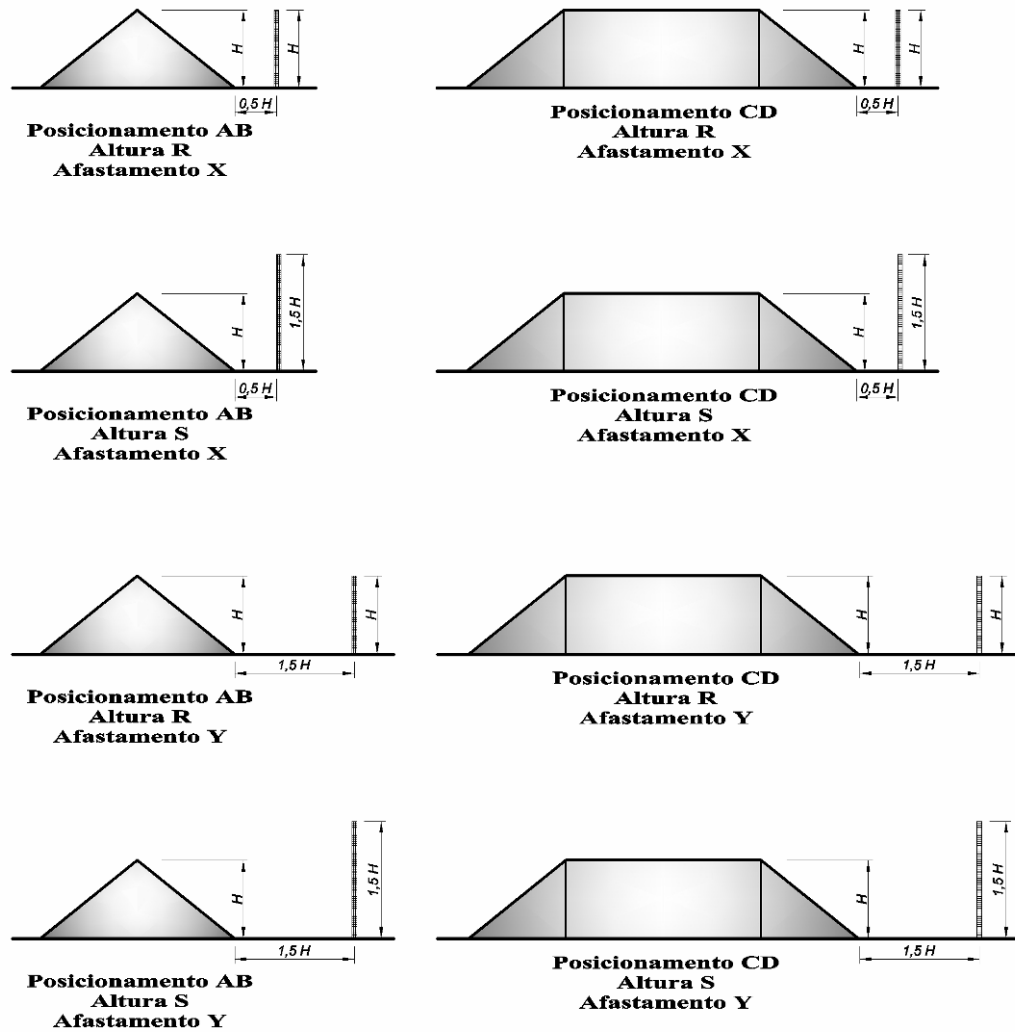 H
H
0,5 H
Posicionamento AB
Altura R
Afastamento X
H
H
0,5 H
Posicionamento CD
Altura R
Afastamento X
H
1,5 H
0,5 H
Posicionamento AB
Altura S
Afastamento X
H
1,5 H
0,5 H
Posicionamento CD
Altura S
Afastamento X
H
H
1,5 H
Posicionamento AB
Altura R
Afastamento Y
H
H
1,5 H
Posicionamento CD
Altura R
Afastamento Y
H
1,5 H
1,5 H
Posicionamento AB
Altura S
Afastamento Y
H
1,5 H
1,5 H
Posicionamento CD
Altura S
Afastamento Y